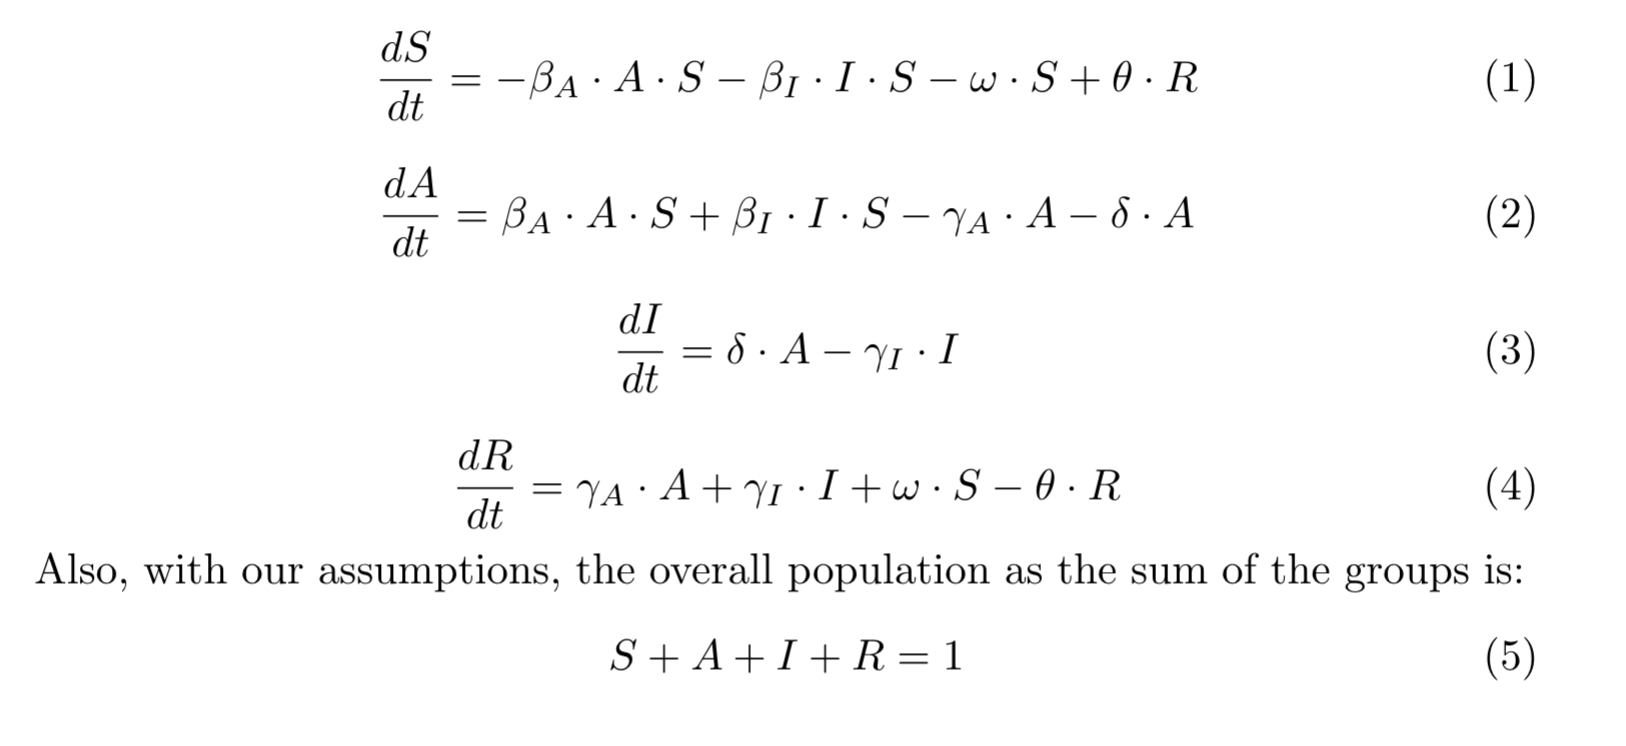 dS/dt = −β_A · A · S − β_I · I · S − ω · S + θ · R (1)
dA/dt = β_A · A · S + β_I · I · S − γ_A · A − δ · A (2)
dI/dt = δ · A − γ_I · I (3)
dR/dt = γ_A · A + γ_I · I + ω · S − θ · R (4)
Also, with our assumptions, the overall population as the sum of the groups is:
S + A + I + R = 1 (5)